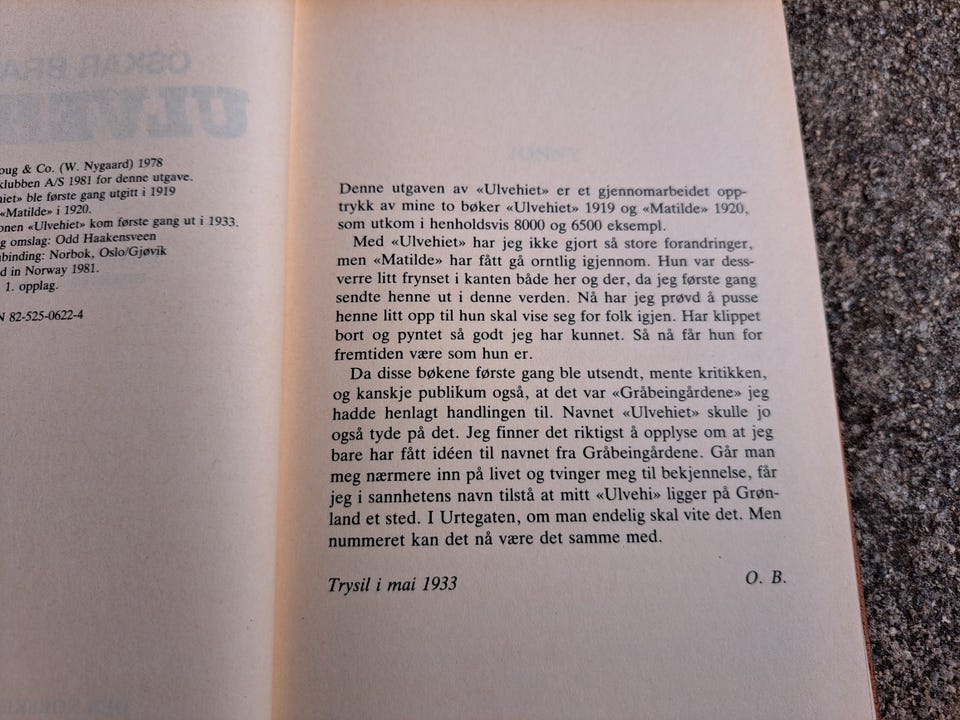 OSKAR BRA
ULVE
oug & Co. (W. Nygaard) 1978
klubben A/S 1981 for denne utgave.
iet» ble første gang utgitt i 1919
«Matilde» i 1920.
onen «Ulvehiet» kom første gang ut i 1933.
g omslag: Odd Haakensveen
nbinding: Norbok, Oslo/Gjøvik
d in Norway 1981.
1. opplag.
N 82-525-0622-4
Denne utgaven av «Ulvehiet» er et gjennomarbeidet opp-
trykk av mine to bøker «Ulvehiet» 1919 og «Matilde» 1920,
som utkom i henholdsvis 8000 og 6500 eksempl.
Med «Ulvehiet» har jeg ikke gjort så store forandringer,
men «Matilde» har fått gå orntlig igjennom. Hun var dess-
verre litt frynset i kanten både her og der, da jeg første gang
sendte henne ut i denne verden. Nå har jeg prøvd å pusse
henne litt opp til hun skal vise seg for folk igjen. Har klippet
bort og pyntet så godt jeg har kunnet. Så nå får hun for
fremtiden være som hun er.
Da disse bøkene første gang ble utsendt, mente kritikken,
og kanskje publikum også, at det var «Gråbeingårdene» jeg
hadde henlagt handlingen til. Navnet «Ulvehiet» skulle jo
også tyde på det. Jeg finner det riktigst å opplyse om at jeg
bare har fått idéen til navnet fra Gråbeingårdene. Går man
meg nærmere inn på livet og tvinger meg til bekjennelse, får
jeg i sannhetens navn tilstå at mitt «Ulvehi» ligger på Grøn-
land et sted. I Urtegaten, om man endelig skal vite det. Men
nummeret kan det nå være det samme med.
Trysil i mai 1933 O. B.